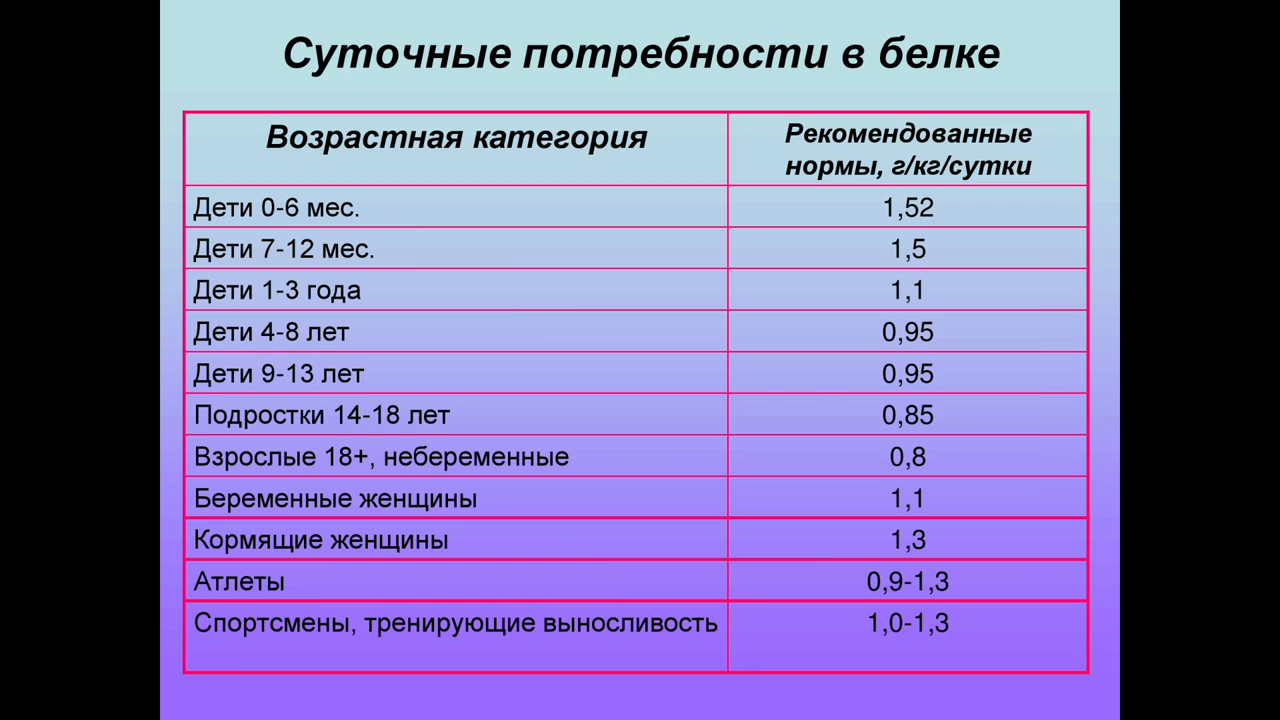 Суточные потребности в белке
Возрастная категория
Рекомендованные
нормы, г/кг/сутки
Дети 0-6 мес. 1,52
Дети 7-12 мес. 1,5
Дети 1-3 года 1,1
Дети 4-8 лет 0,95
Дети 9-13 лет 0,95
Подростки 14-18 лет 0,85
Взрослые 18+, небеременные 0,8
Беременные женщины 1,1
Кормящие женщины 1,3
Атлеты 0,9-1,3
Спортсмены, тренирующие выносливость 1,0-1,3